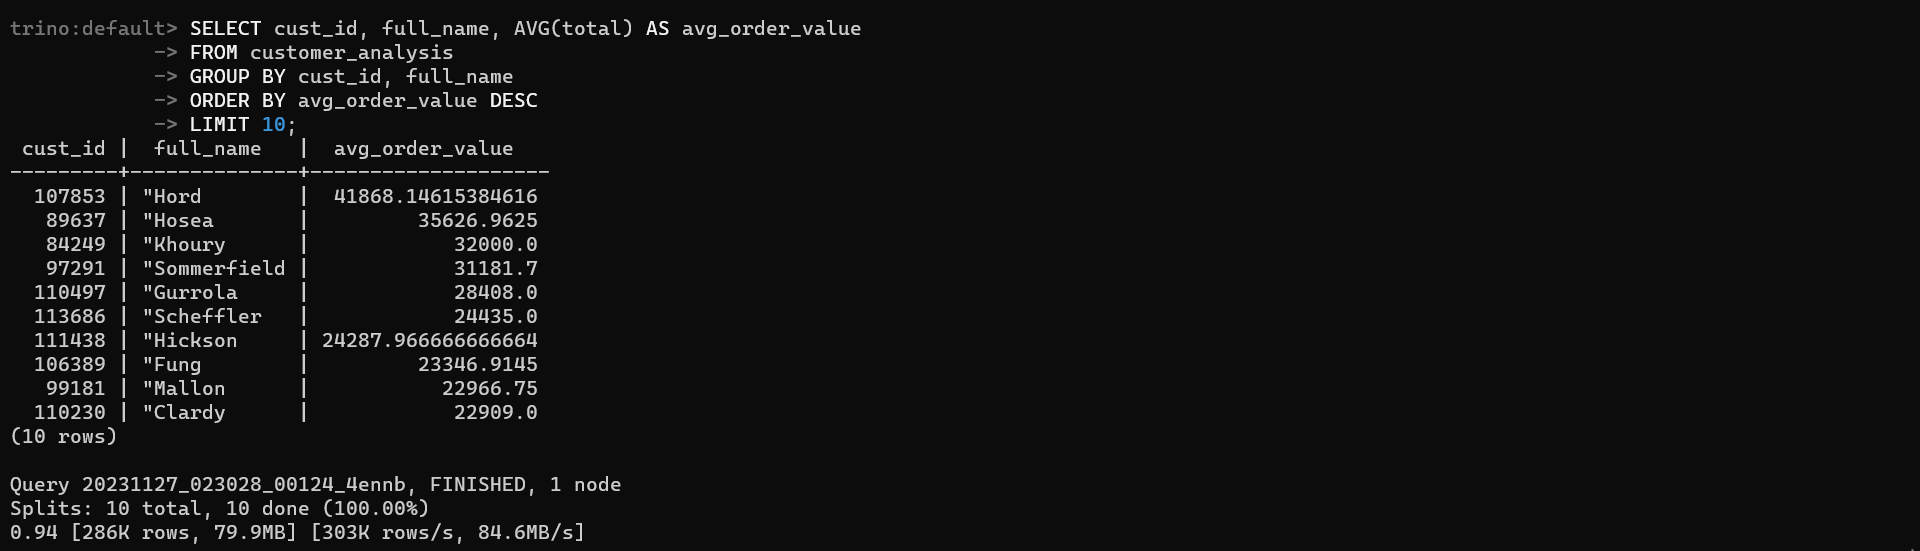 trino:default> SELECT cust_id, full_name, AVG(total) AS avg_order_value
            -> FROM customer_analysis
            -> GROUP BY cust_id, full_name
            -> ORDER BY avg_order_value DESC
            -> LIMIT 10;
 cust_id |  full_name   |  avg_order_value
---------+--------------+--------------------
  107853 | "Hord        |  41868.14615384616
   89637 | "Hosea       |         35626.9625
   84249 | "Khoury      |            32000.0
   97291 | "Sommerfield |            31181.7
  110497 | "Gurrola     |            28408.0
  113686 | "Scheffler   |            24435.0
  111438 | "Hickson     | 24287.966666666664
  106389 | "Fung        |         23346.9145
   99181 | "Mallon      |           22966.75
  110230 | "Clardy      |            22909.0
(10 rows)

Query 20231127_023028_00124_4ennb, FINISHED, 1 node
Splits: 10 total, 10 done (100.00%)
0.94 [286K rows, 79.9MB] [303K rows/s, 84.6MB/s]